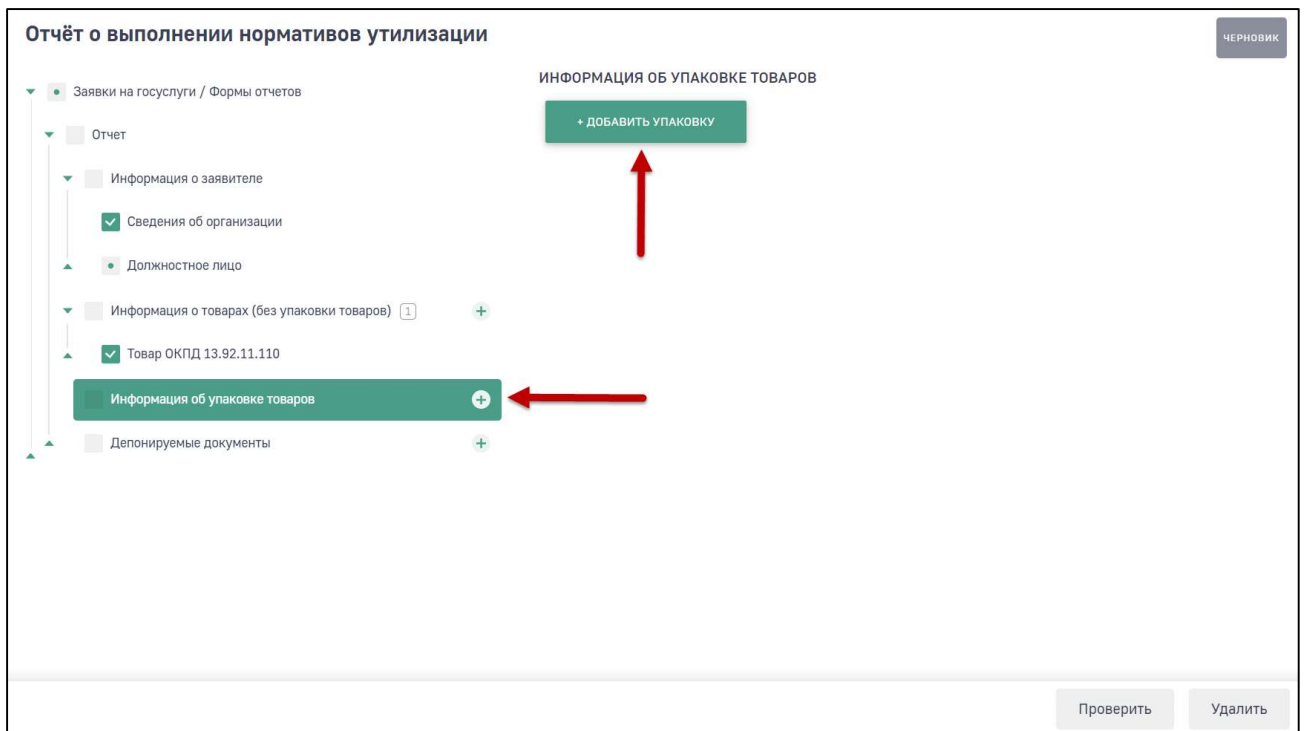 Отчёт о выполнении нормативов утилизации
ЧЕРНОВИК
Заявки на госуслуги / Формы отчетов
Отчет
Информация о заявителе
Сведения об организации
Должностное лицо
Информация о товарах (без упаковки товаров) 1
Товар ОКПД 13.92.11.110
Информация об упаковке товаров
Депонируемые документы
ИНФОРМАЦИЯ ОБ УПАКОВКЕ ТОВАРОВ
+ ДОБАВИТЬ УПАКОВКУ
Проверить
Удалить